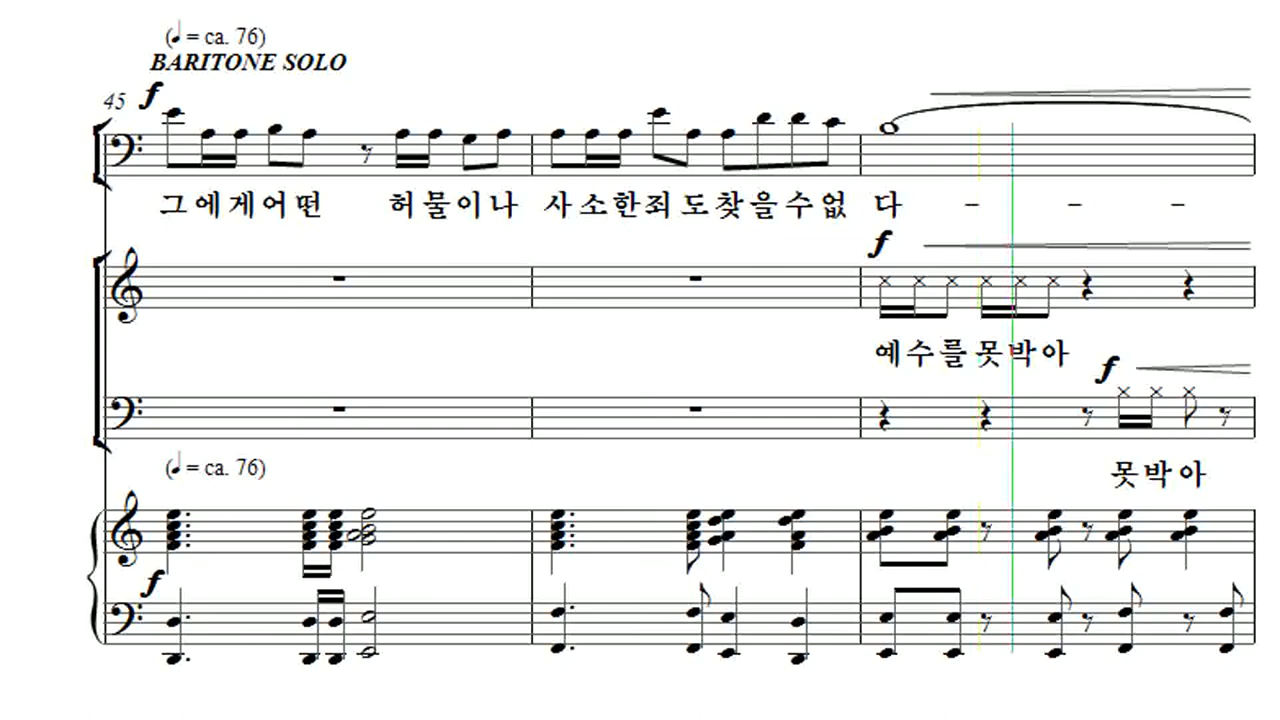 (♩ = ca. 76)
BARITONE SOLO
f
45
그에게어떤 허물이나 사소한죄도찾을수없 다 - - -
f
예수를못박아
f
(♩ = ca. 76)
못박아
f